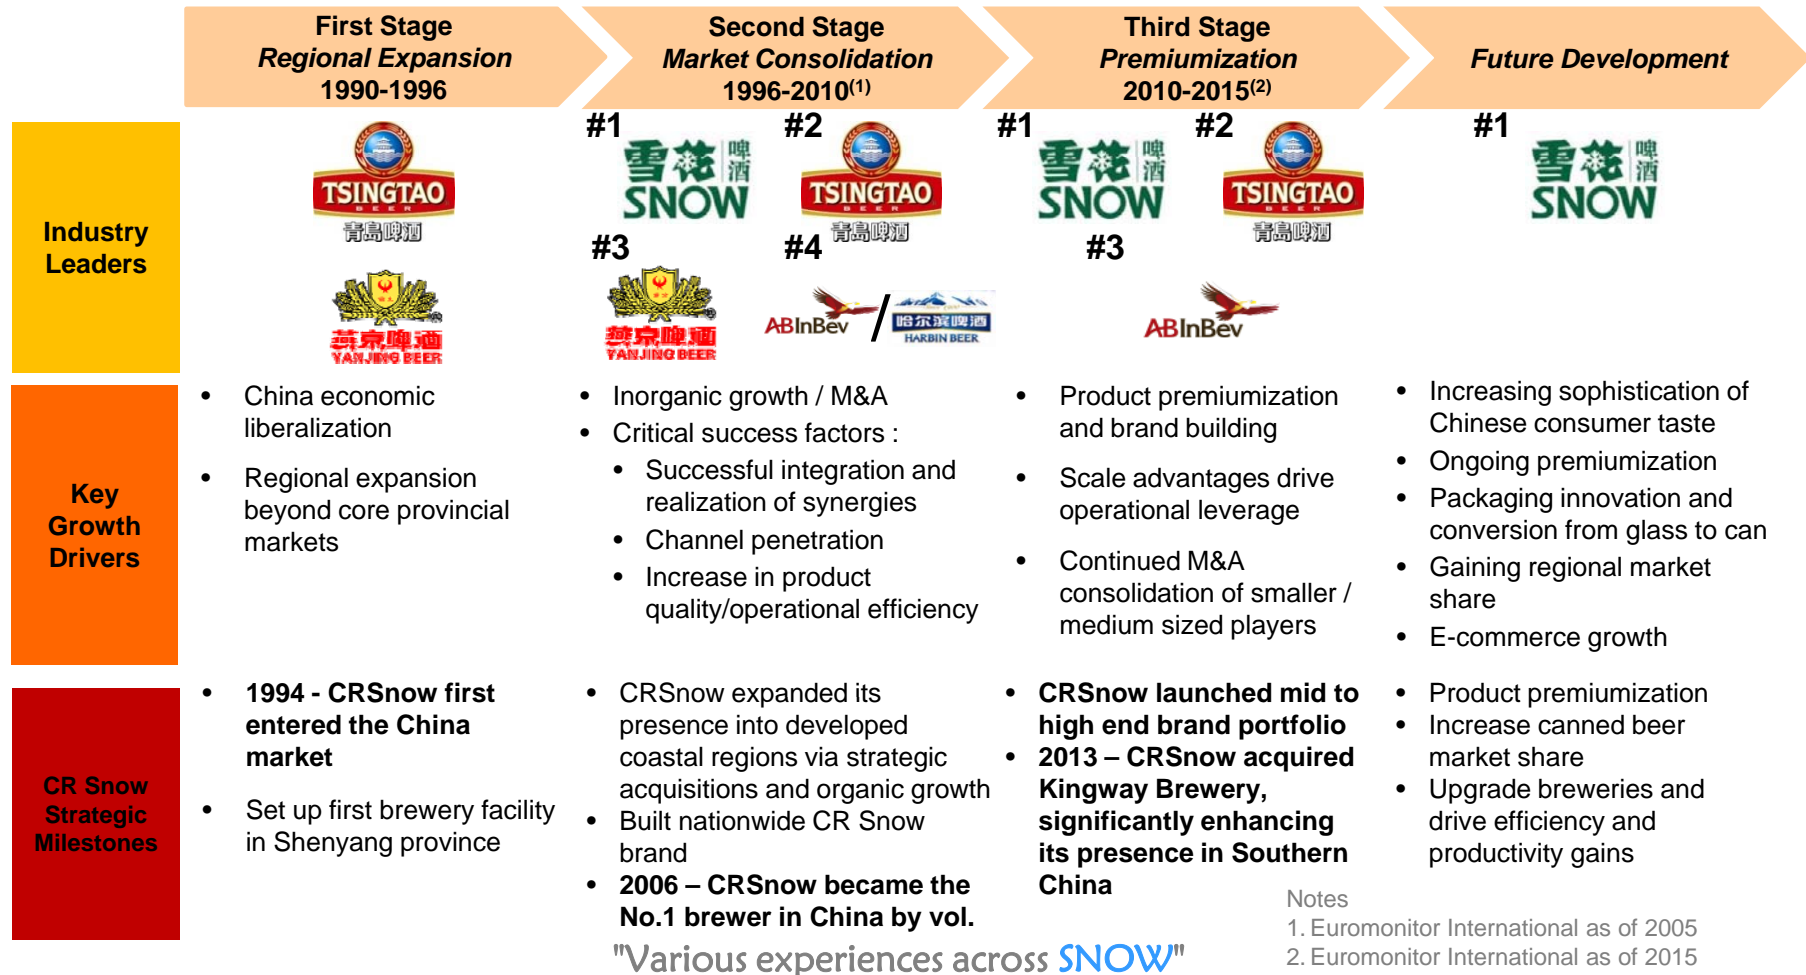 First Stage
Regional Expansion
1990-1996
Second Stage
Market Consolidation
1996-2010(1)
Third Stage
Premiumization
2010-2015(2)
Future Development
Industry
Leaders
TSINGTAO
BEER
青島啤酒
燕京啤酒
YANJING BEER
#1
雪花啤酒
SNOW
#2
TSINGTAO
BEER
青島啤酒
#3
燕京啤酒
YANJING BEER
#4
ABInBev
/
哈尔滨啤酒
HARBIN BEER
#1
雪花啤酒
SNOW
#2
TSINGTAO
BEER
青島啤酒
#3
ABInBev
#1
雪花啤酒
SNOW
Key
Growth
Drivers
• China economic
liberalization
• Regional expansion
beyond core provincial
markets
• Inorganic growth / M&A
• Critical success factors :
• Successful integration and
realization of synergies
• Channel penetration
• Increase in product
quality/operational efficiency
• Product premiumization
and brand building
• Scale advantages drive
operational leverage
• Continued M&A
consolidation of smaller /
medium sized players
• Increasing sophistication of
Chinese consumer taste
• Ongoing premiumization
• Packaging innovation and
conversion from glass to can
• Gaining regional market
share
• E-commerce growth
CR Snow
Strategic
Milestones
• 1994 - CRSnow first
entered the China
market
• Set up first brewery facility
in Shenyang province
• CRSnow expanded its
presence into developed
coastal regions via strategic
acquisitions and organic growth
• Built nationwide CR Snow
brand
• 2006 – CRSnow became the
No.1 brewer in China by vol.
• CRSnow launched mid to
high end brand portfolio
• 2013 – CRSnow acquired
Kingway Brewery,
significantly enhancing
its presence in Southern
China
• Product premiumization
• Increase canned beer
market share
• Upgrade breweries and
drive efficiency and
productivity gains
Notes
1. Euromonitor International as of 2005
2. Euromonitor International as of 2015
"Various experiences across SNOW"